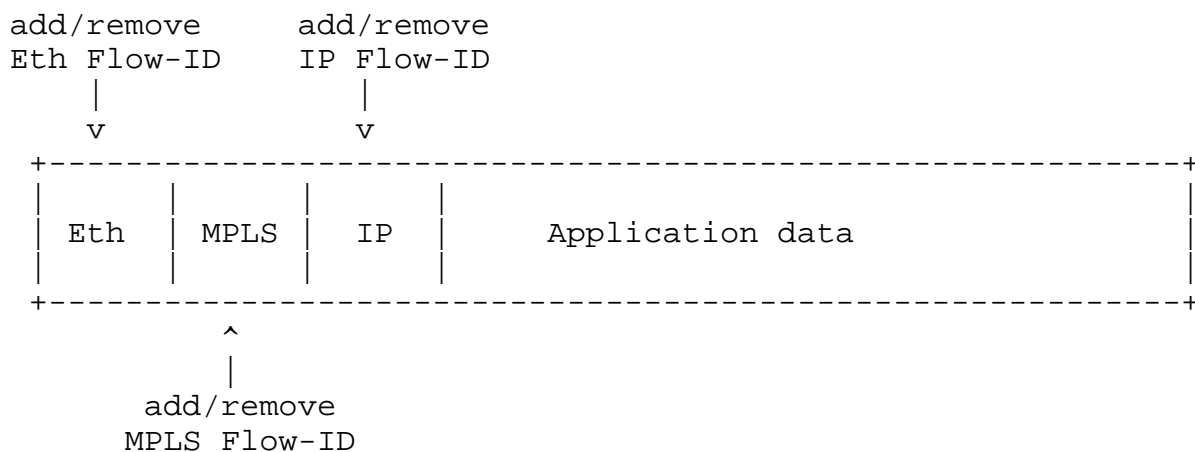 add/remove add/remove
Eth Flow-ID IP Flow-ID
v v
Eth MPLS IP Application data
^
add/remove
MPLS Flow-ID